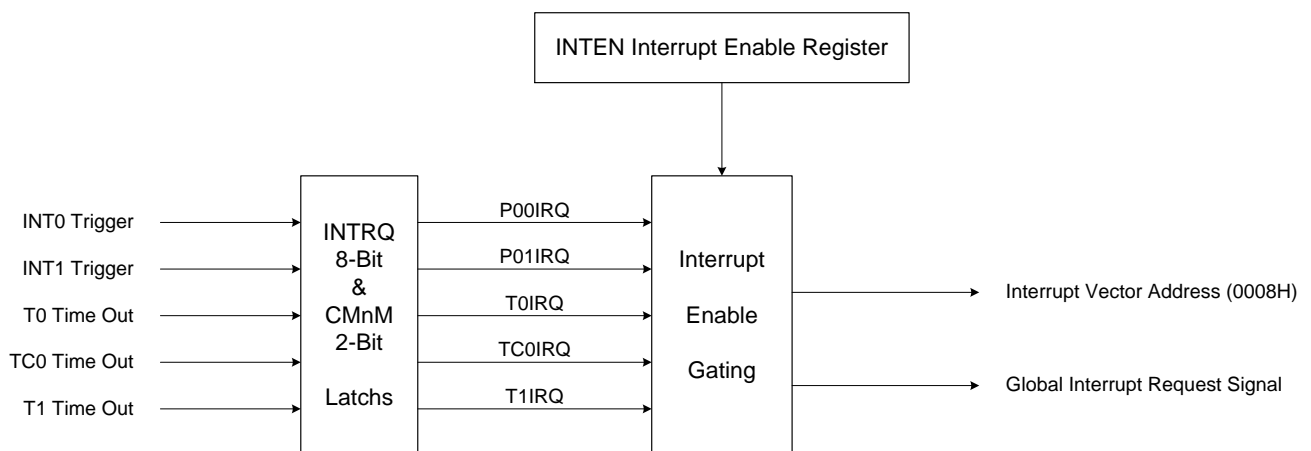 INTEN Interrupt Enable Register
INT0 Trigger
INT1 Trigger
T0 Time Out
TC0 Time Out
T1 Time Out
INTRQ
8-Bit
&
CMnM
2-Bit
Latchs
P00IRQ
P01IRQ
T0IRQ
TC0IRQ
T1IRQ
Interrupt
Enable
Gating
Interrupt Vector Address (0008H)
Global Interrupt Request Signal